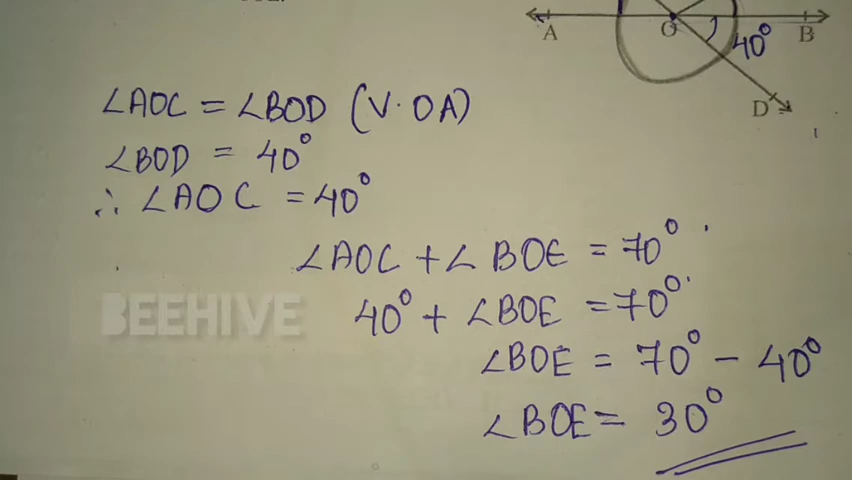 A O B
40°
D
∠AOC = ∠BOD (V.OA)
∠BOD = 40°
∴ ∠AOC = 40°
∠AOC + ∠BOE = 70°
40° + ∠BOE = 70°
BEEHIVE
∠BOE = 70° - 40°
∠BOE = 30°